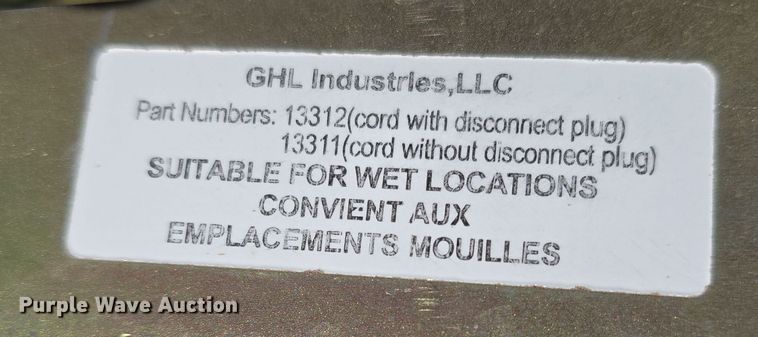 GHL Industries,LLC
Part Numbers: 13312(cord with disconnect plug)
13311(cord without disconnect plug)
SUITABLE FOR WET LOCATIONS
CONVIENT AUX
EMPLACEMENTS MOUILLES
Purple Wave Auction